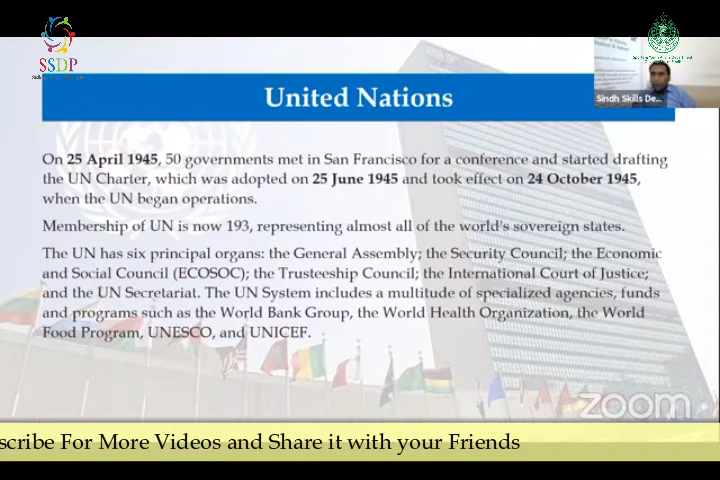 SSDP
Sindh Skills De...
United Nations
On 25 April 1945, 50 governments met in San Francisco for a conference and started drafting
the UN Charter, which was adopted on 25 June 1945 and took effect on 24 October 1945,
when the UN began operations.
Membership of UN is now 193, representing almost all of the world's sovereign states.
The UN has six principal organs: the General Assembly; the Security Council; the Economic
and Social Council (ECOSOC); the Trusteeship Council; the International Court of Justice;
and the UN Secretariat. The UN System includes a multitude of specialized agencies, funds
and programs such as the World Bank Group, the World Health Organization, the World
Food Program, UNESCO, and UNICEF.
zoom
scribe For More Videos and Share it with your Friends